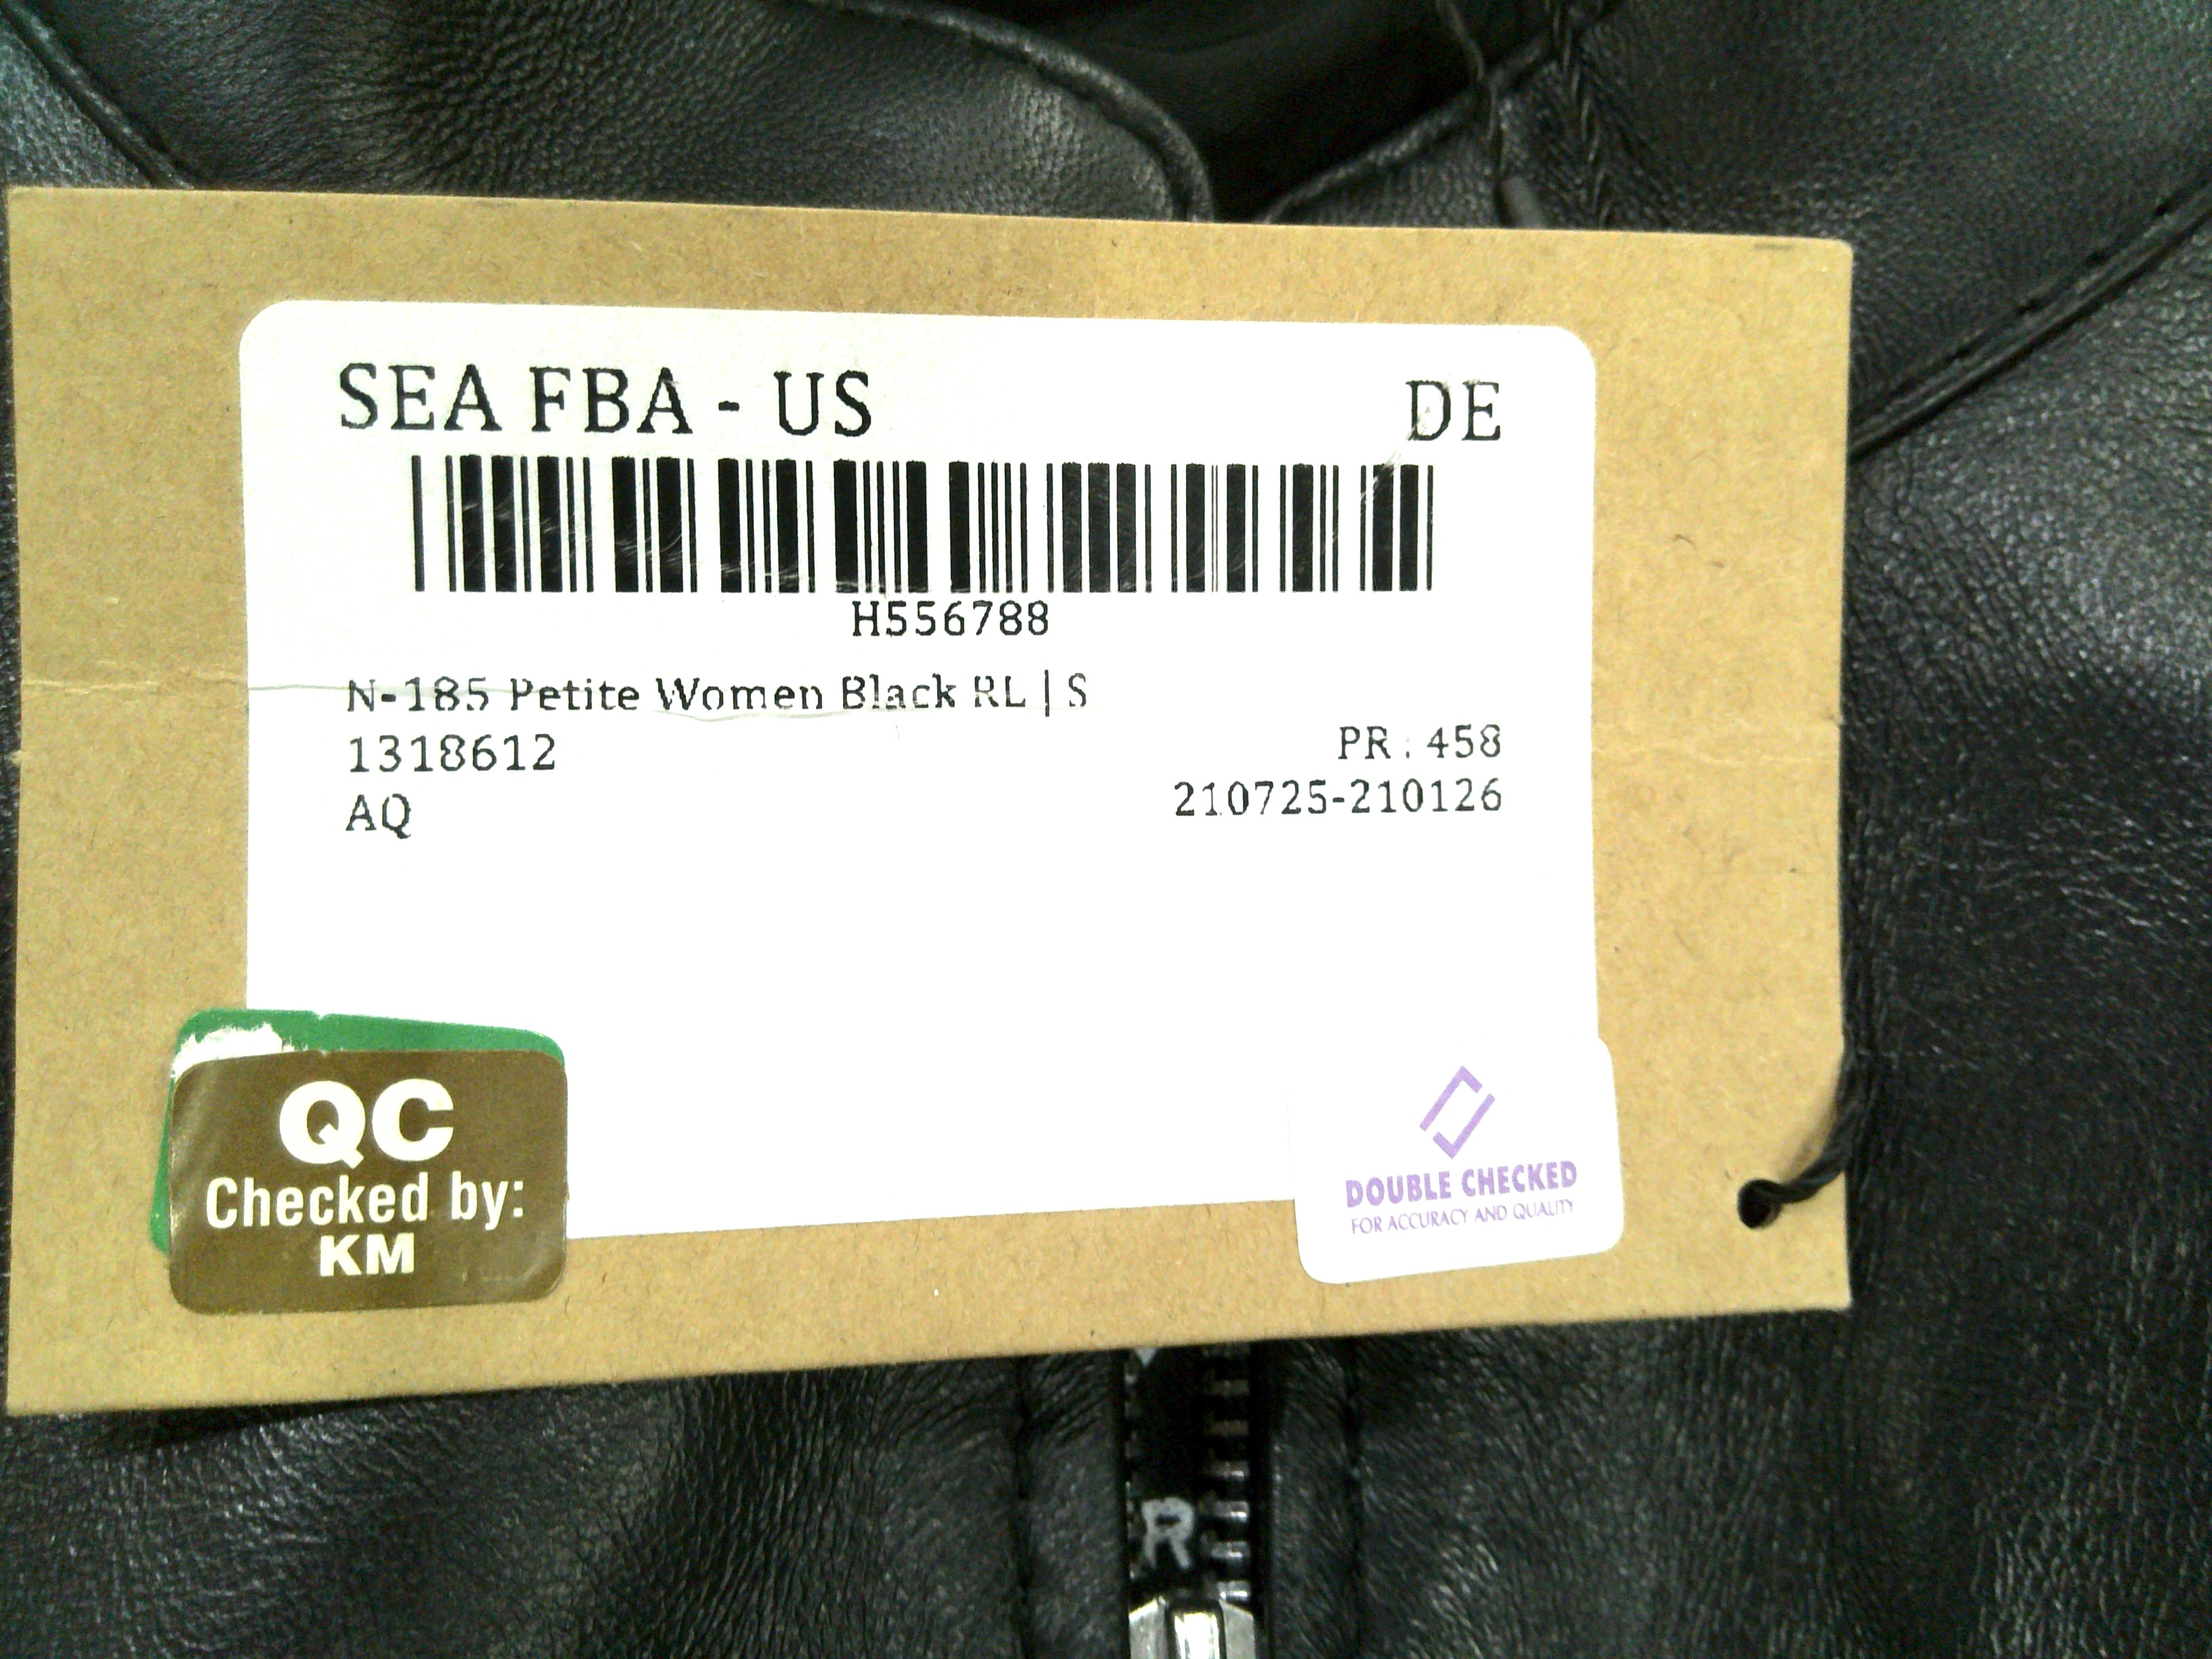 SEA FBA - US DE
H556788
N-185 Petite Women Black RL | S
1318612 PR : 458
AQ 210725-210126
QC
Checked by:
KM
DOUBLE CHECKED
FOR ACCURACY AND QUALITY
R